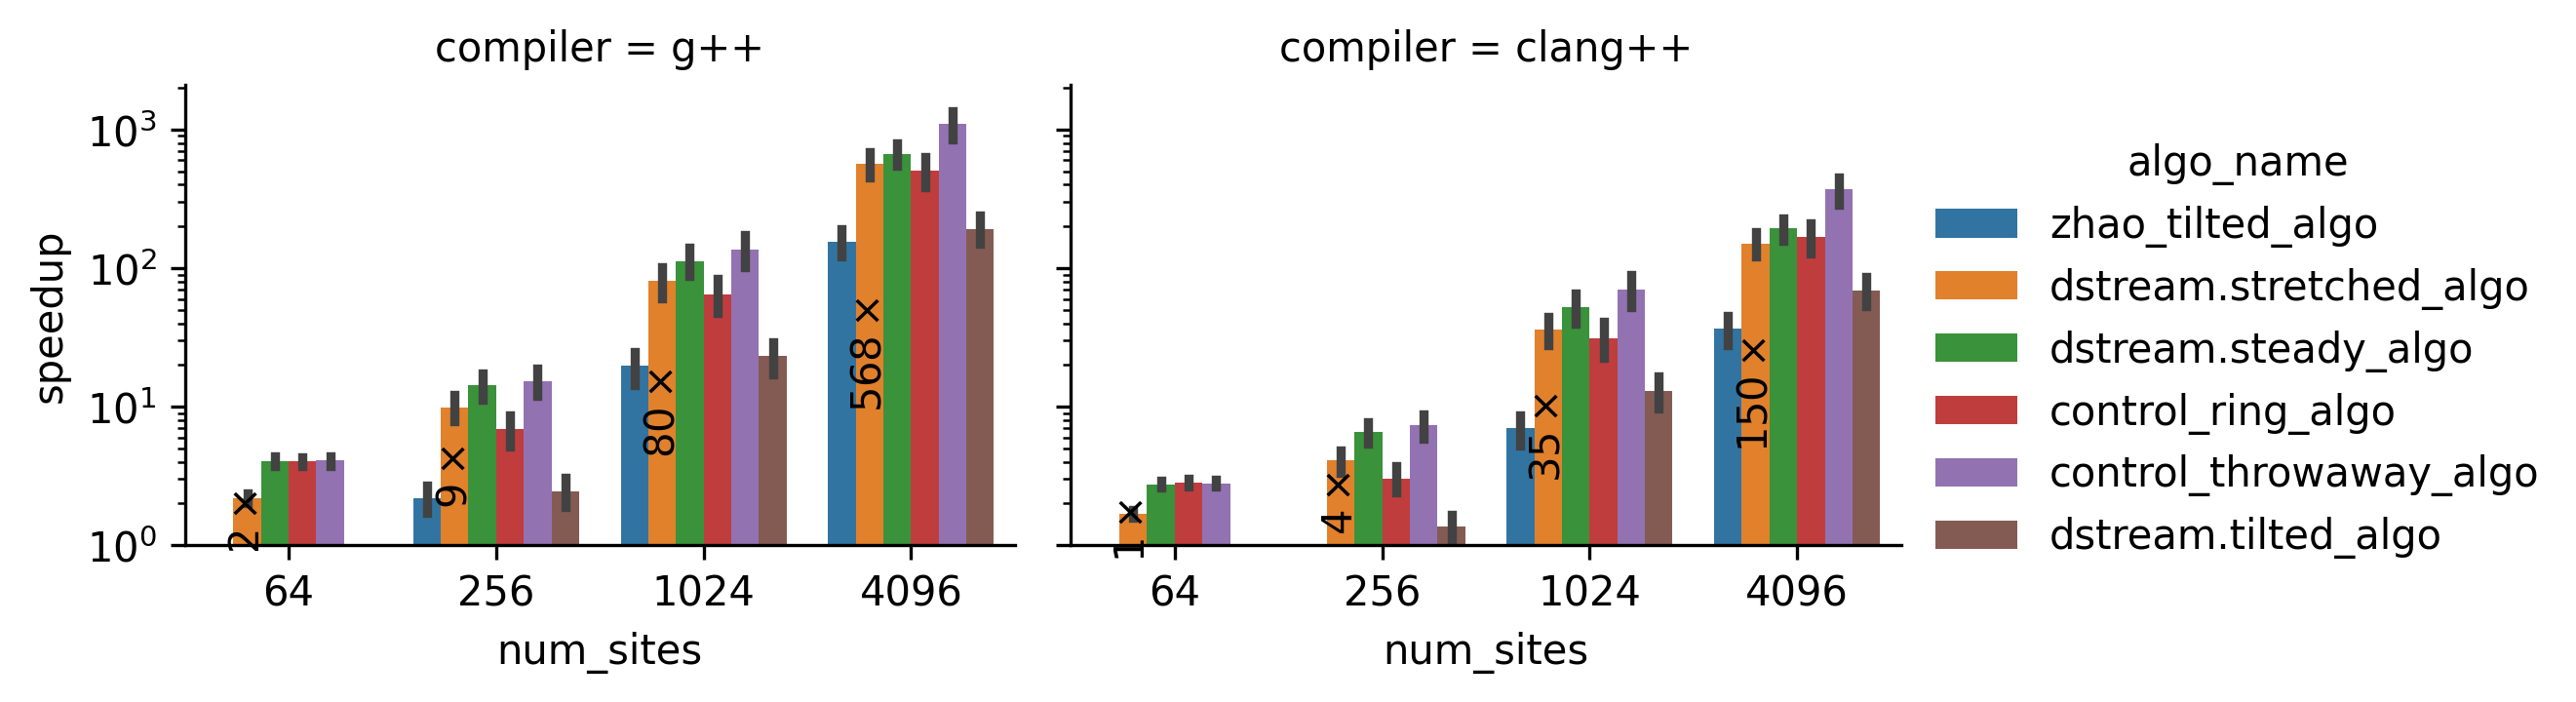 compiler = g++
compiler = clang++
speedup
10³
10²
10¹
10⁰
2 ×
9 ×
80 ×
568 ×
1 ×
4 ×
35 ×
150 ×
64
256
1024
4096
64
256
1024
4096
num_sites
num_sites
algo_name
zhao_tilted_algo
dstream.stretched_algo
dstream.steady_algo
control_ring_algo
control_throwaway_algo
dstream.tilted_algo